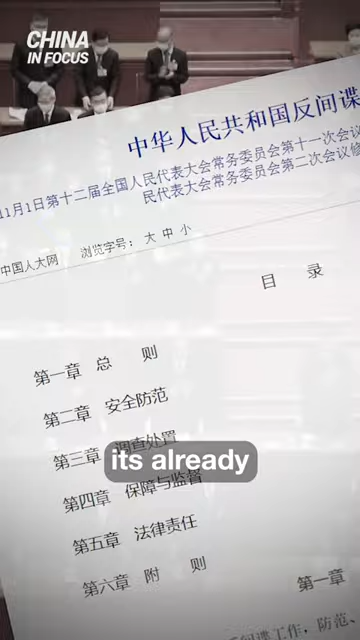 CHINA
IN FOCUS
中华人民共和国反间谍
11月1日第十二届全国人民代表大会常务委员会第十一次会议
民代表大会常务委员会第二次会议修
中国人大网 浏览字号： 大 中 小
目 录
第一章 总 则
第二章 安全防范
第三章 调查处置
its already
第四章 保障与监督
第五章 法律责任
第六章 附 则
第一章
间谍工作，防范、